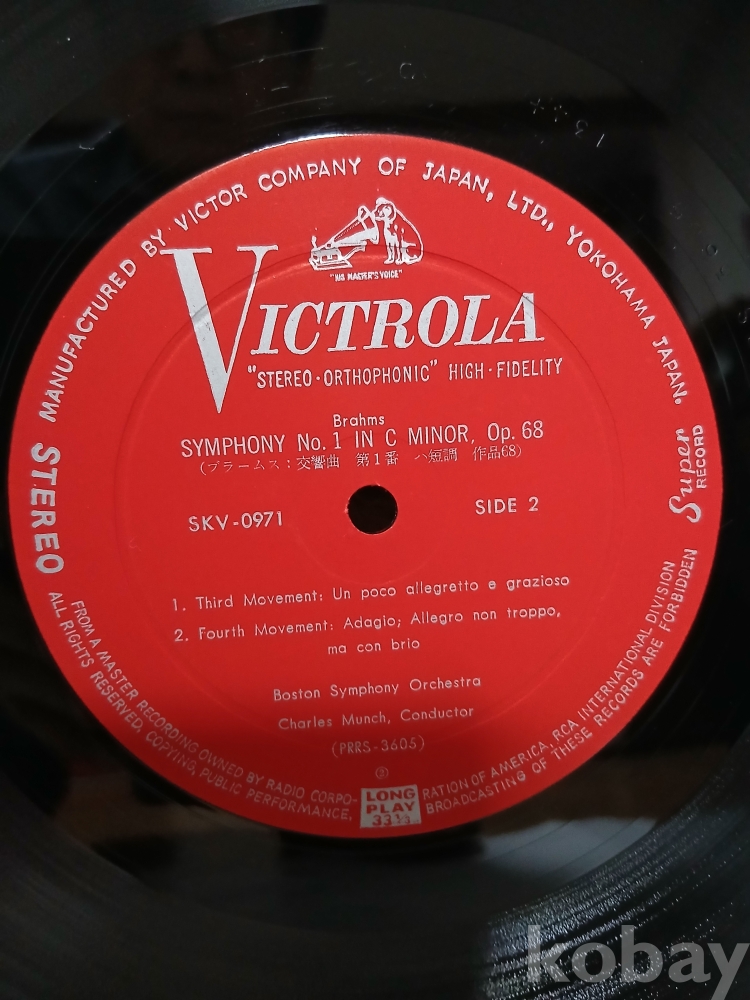 MANUFACTURED BY VICTOR COMPANY OF JAPAN, LTD., YOKOHAMA JAPAN.
"HIS MASTER'S VOICE"
VICTROLA
"STEREO-ORTHOPHONIC" HIGH-FIDELITY
Brahms
SYMPHONY No. 1 IN C MINOR, Op. 68
(ブラームス:交響曲 第1番 ハ短調 作品68)
STEREO
Super
RECORD
SKV-0971
SIDE 2
1. Third Movement: Un poco allegretto e grazioso
2. Fourth Movement: Adagio; Allegro non troppo,
ma con brio
Boston Symphony Orchestra
Charles Munch, Conductor
(PRRS-3605)
LONG
PLAY
33⅓
FROM A MASTER RECORDING OWNED BY RADIO CORPORATION OF AMERICA, RCA INTERNATIONAL DIVISION
ALL RIGHTS RESERVED, COPYING, PUBLIC PERFORMANCE, BROADCASTING OF THESE RECORDS ARE FORBIDDEN
kobay